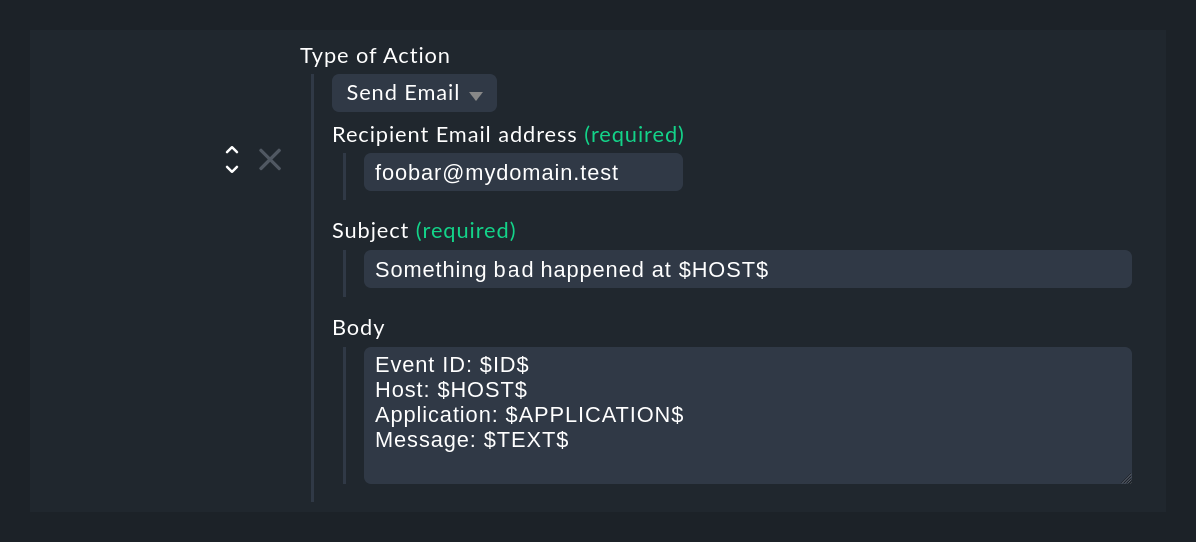 Type of Action
Send Email
Recipient Email address (required)
foobar@mydomain.test
Subject (required)
Something bad happened at $HOST$
Body
Event ID: $ID$
Host: $HOST$
Application: $APPLICATION$
Message: $TEXT$